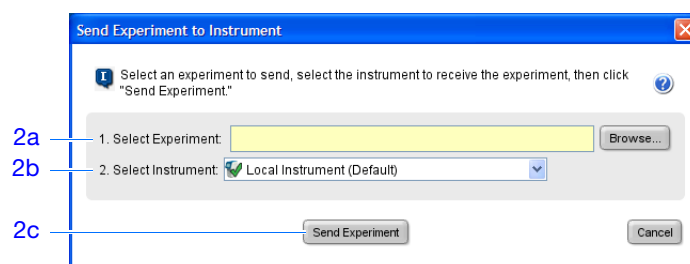 Send Experiment to Instrument
Select an experiment to send, select the instrument to receive the experiment, then click
"Send Experiment."
2a 1. Select Experiment: Browse...
2b 2. Select Instrument: Local Instrument (Default)
2c Send Experiment Cancel